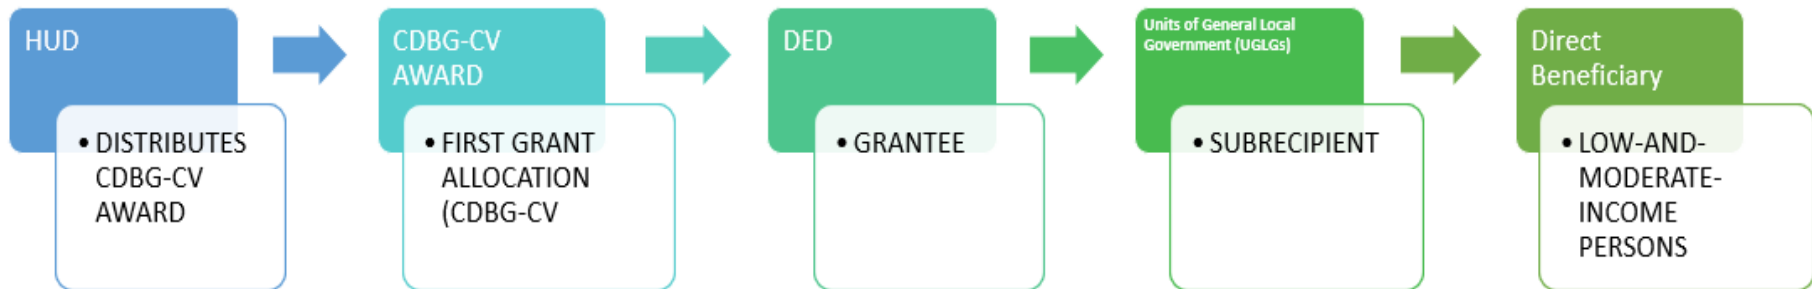 HUD
• DISTRIBUTES
CDBG-CV
AWARD
CDBG-CV
AWARD
• FIRST GRANT
ALLOCATION
(CDBG-CV
DED
• GRANTEE
Units of General Local
Government (UGLGs)
• SUBRECIPIENT
Direct
Beneficiary
• LOW-AND-
MODERATE-
INCOME
PERSONS